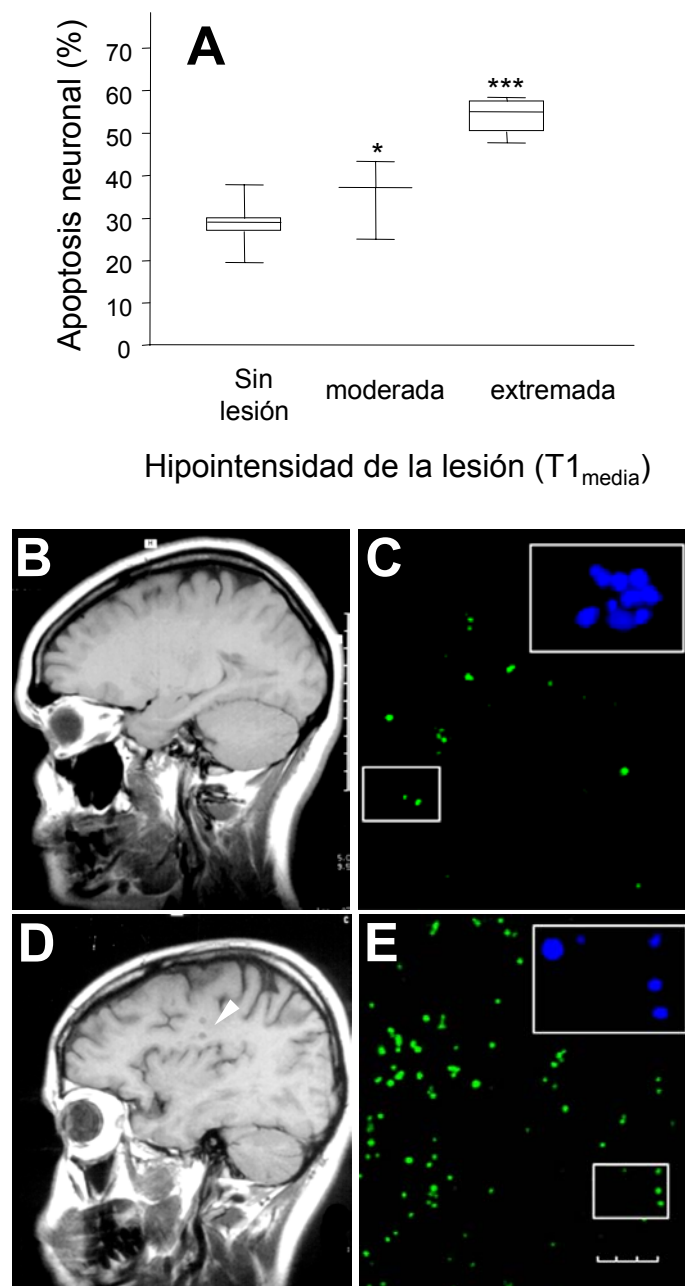 A
Apoptosis neuronal (%)
70
60
50
40
30
20
10
0
***
*
Sin
lesión
moderada
extremada
Hipointensidad de la lesión (T1media)
B
H
C
D
E